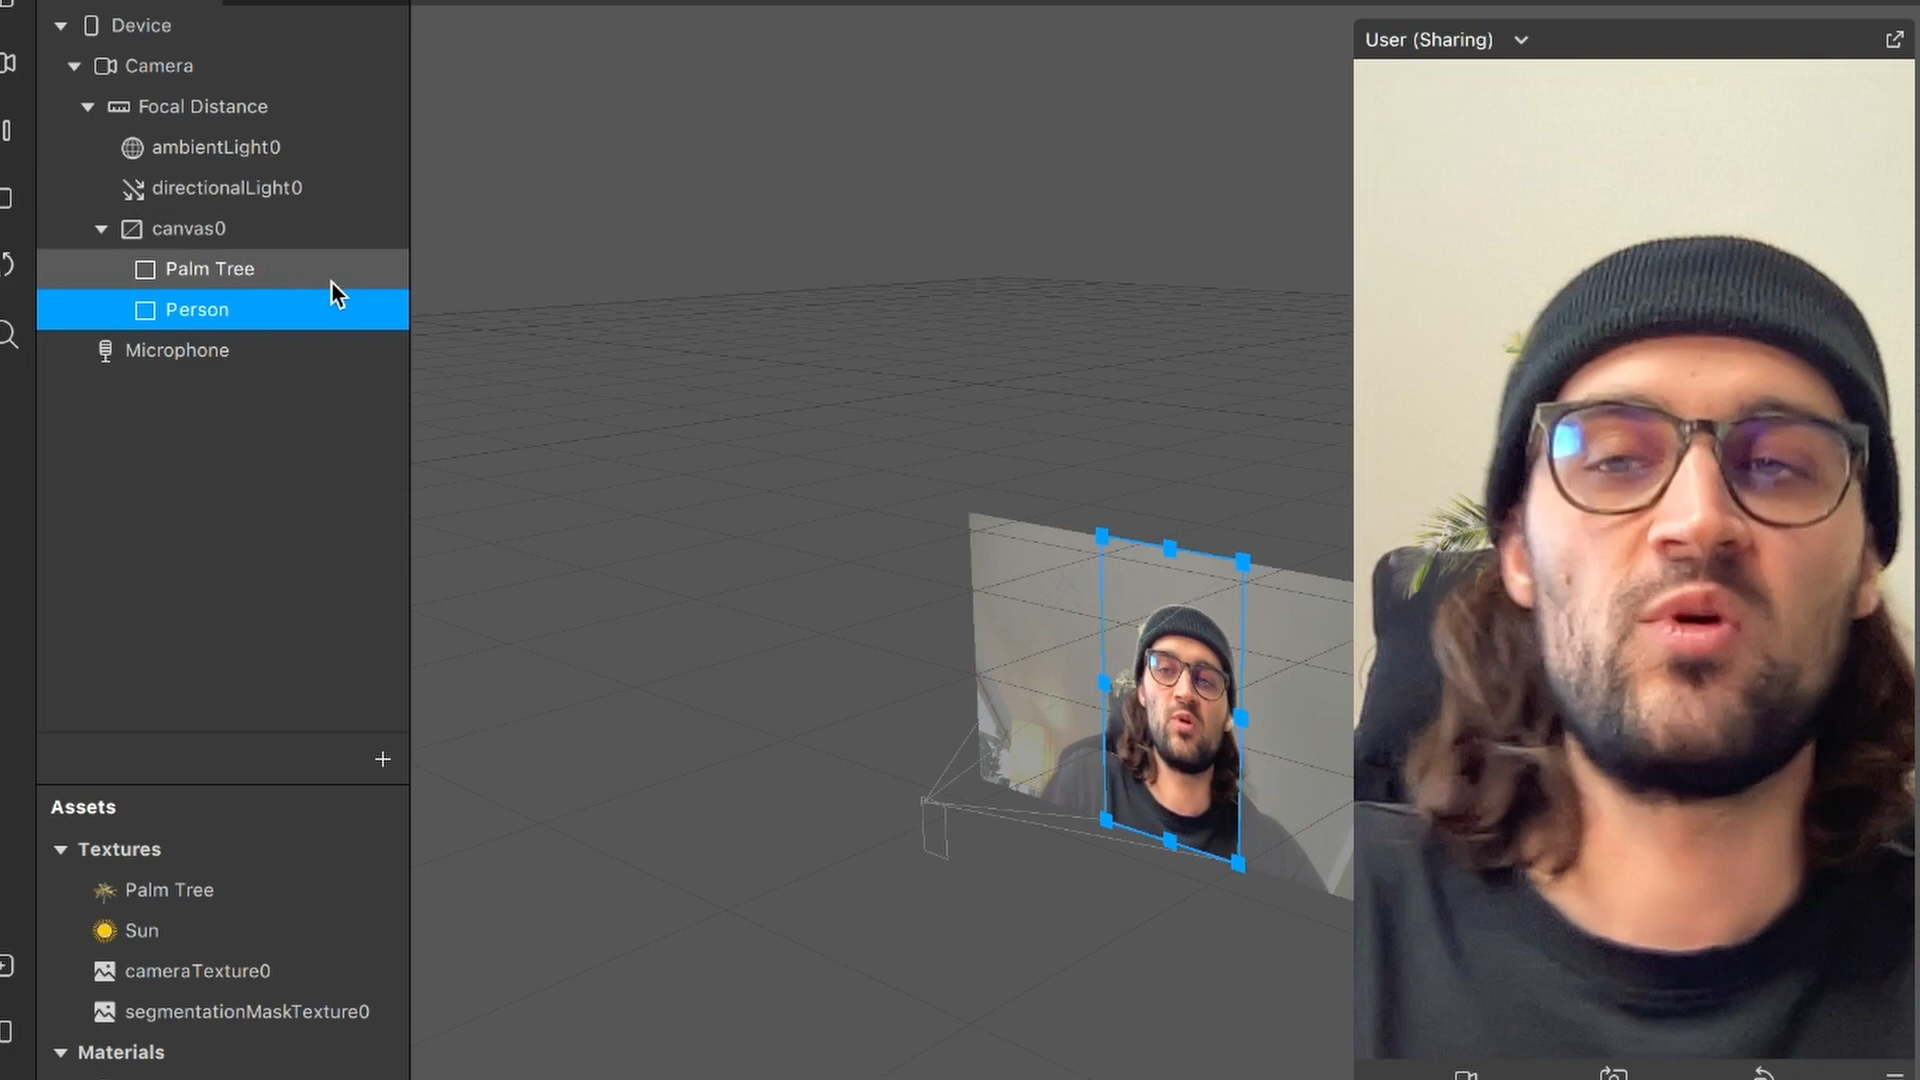 Device
Camera
Focal Distance
ambientLight0
directionalLight0
canvas0
Palm Tree
Person
Microphone
Assets
Textures
Palm Tree
Sun
cameraTexture0
segmentationMaskTexture0
Materials
User (Sharing)